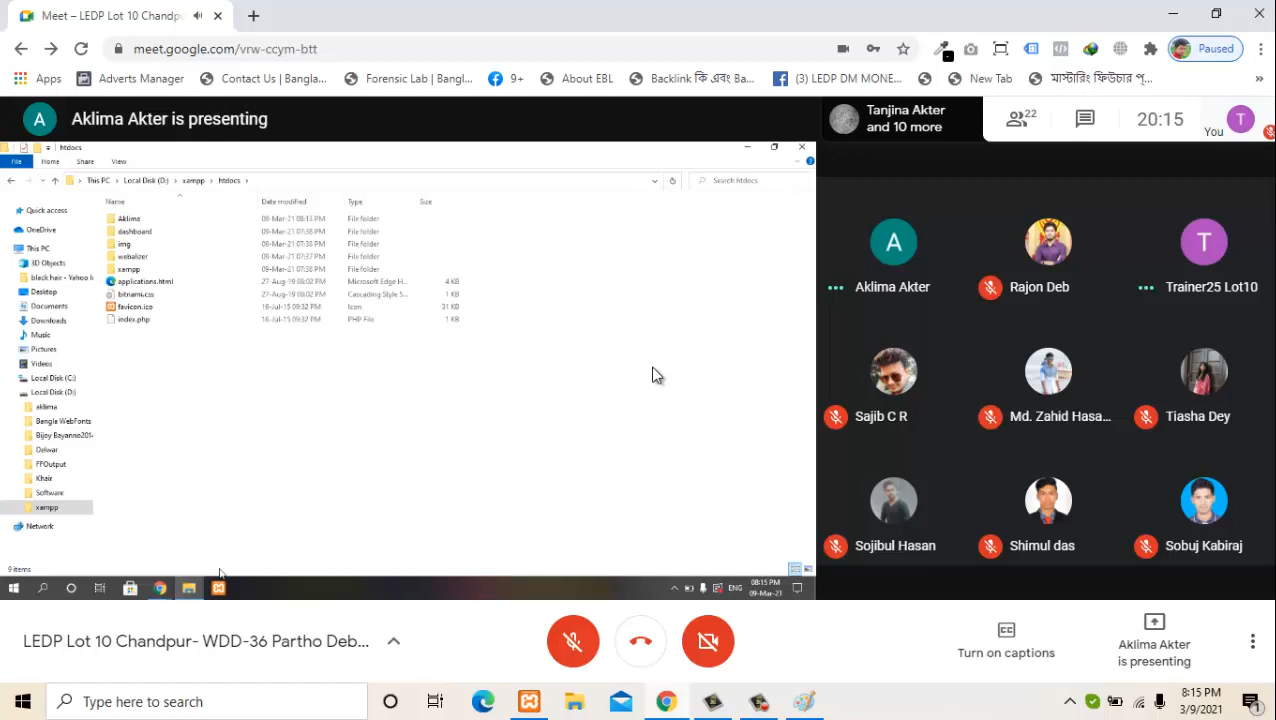 Meet – LEDP Lot 10 Chandp
meet.google.com/vrw-ccym-btt
Paused
Apps Adverts Manager Contact Us | Bangla... Forensic Lab | Bangl... 9+ About EBL Backlink কি এবং Ba... (3) LEDP DM MONE... New Tab মাস্টারিং ফিউচার প্... »
A Aklima Akter is presenting
Tanjina Akter
and 10 more
22
20:15
You T
htdocs
File Home Share View
This PC › Local Disk (D:) › xampp › htdocs ›
Search htdocs
Name Date modified Type Size
Aklima 09-Mar-21 08:15 PM File folder
dashboard 09-Mar-21 07:38 PM File folder
img 09-Mar-21 07:38 PM File folder
webalizer 09-Mar-21 07:37 PM File folder
xampp 09-Mar-21 07:38 PM File folder
applications.html 27-Aug-19 08:02 PM Microsoft Edge H... 4 KB
bitnami.css 27-Aug-19 08:02 PM Cascading Style S... 1 KB
favicon.ico 16-Jul-15 09:32 PM Icon 31 KB
index.php 16-Jul-15 09:32 PM PHP File 1 KB
Quick access
OneDrive
This PC
3D Objects
black hair - Yahoo
Desktop
Documents
Downloads
Music
Pictures
Videos
Local Disk (C:)
Local Disk (D:)
aklima
Bangla WebFonts
Bijoy Bayanno201
Delwar
FFOutput
Khair
Software
xampp
Network
9 items
ENG
08:15 PM
09-Mar-21
A
Aklima Akter
Rajon Deb
T
Trainer25 Lot10
Sajib C R
Md. Zahid Hasa...
Tiasha Dey
Sojibul Hasan
Shimul das
Sobuj Kabiraj
LEDP Lot 10 Chandpur- WDD-36 Partho Deb...
CC
Turn on captions
Aklima Akter
is presenting
Type here to search
8:15 PM
3/9/2021
1